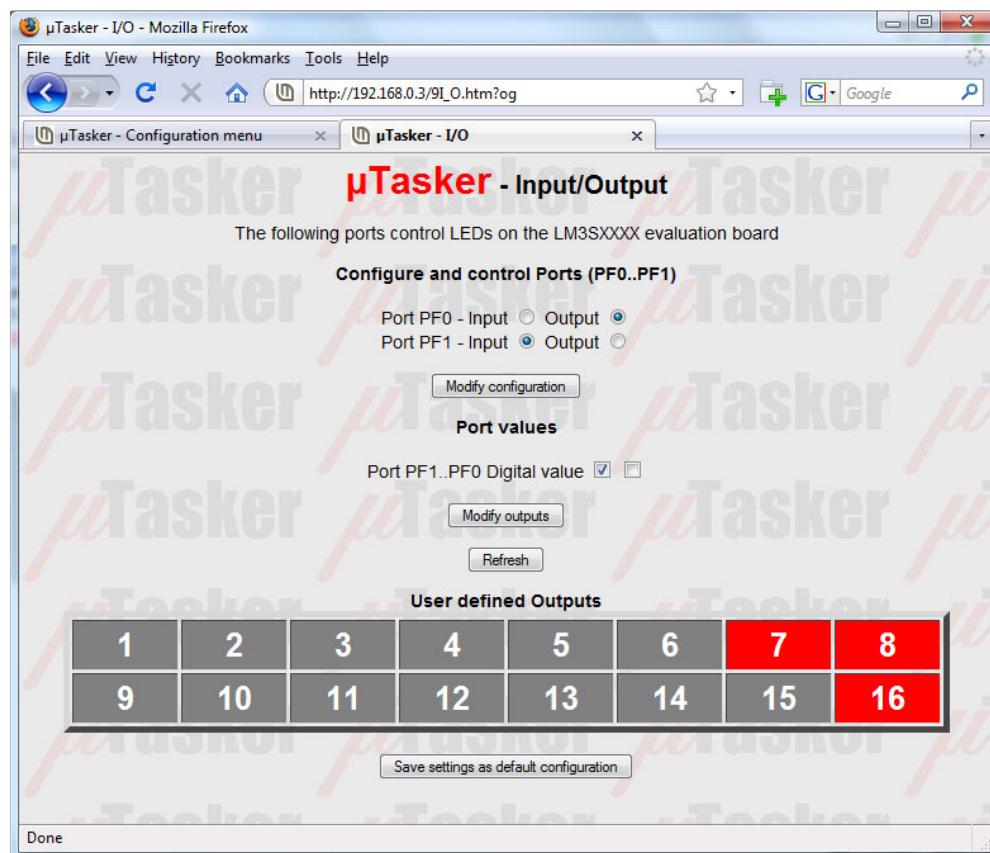 µTasker - I/O - Mozilla Firefox
File Edit View History Bookmarks Tools Help
http://192.168.0.3/9I_O.htm?og
G Google
µTasker - Configuration menu
µTasker - I/O
µTasker - Input/Output
The following ports control LEDs on the LM3SXXXX evaluation board
Configure and control Ports (PF0..PF1)
Port PF0 - Input Output
Port PF1 - Input Output
Modify configuration
Port values
Port PF1..PF0 Digital value
Modify outputs
Refresh
User defined Outputs
1 2 3 4 5 6 7 8
9 10 11 12 13 14 15 16
Save settings as default configuration
Done